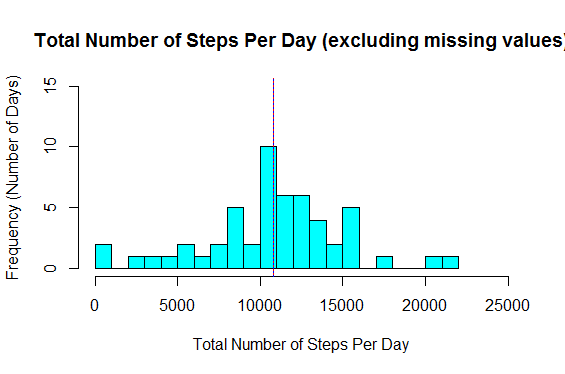 Total Number of Steps Per Day (excluding missing values)
Frequency (Number of Days)
15
10
5
0
0 5000 10000 15000 20000 25000
Total Number of Steps Per Day